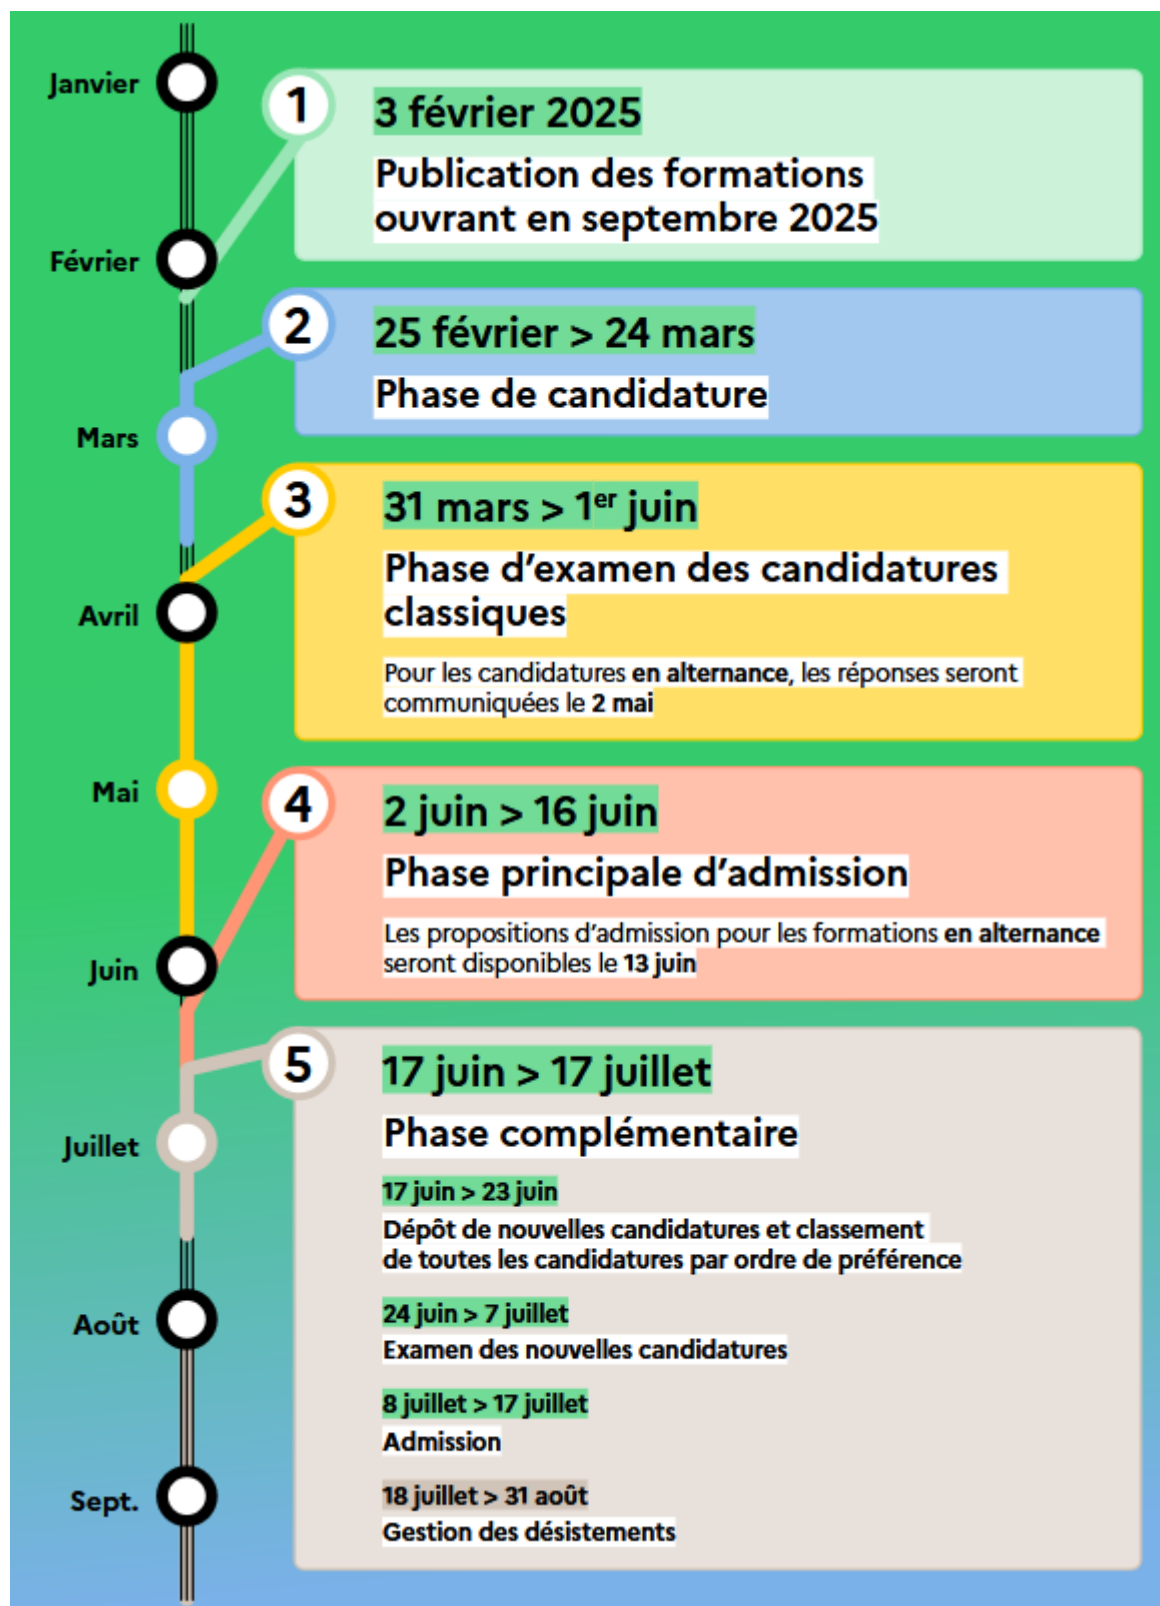 Janvier
1
3 février 2025
Publication des formations
ouvrant en septembre 2025
Février
2
25 février > 24 mars
Phase de candidature
Mars
3
31 mars > 1er juin
Phase d’examen des candidatures
classiques
Avril
Pour les candidatures en alternance, les réponses seront
communiquées le 2 mai
Mai
4
2 juin > 16 juin
Phase principale d’admission
Les propositions d’admission pour les formations en alternance
seront disponibles le 13 juin
Juin
5
17 juin > 17 juillet
Phase complémentaire
Juillet
17 juin > 23 juin
Dépôt de nouvelles candidatures et classement
de toutes les candidatures par ordre de préférence
24 juin > 7 juillet
Août
Examen des nouvelles candidatures
8 juillet > 17 juillet
Admission
18 juillet > 31 août
Sept.
Gestion des désistements